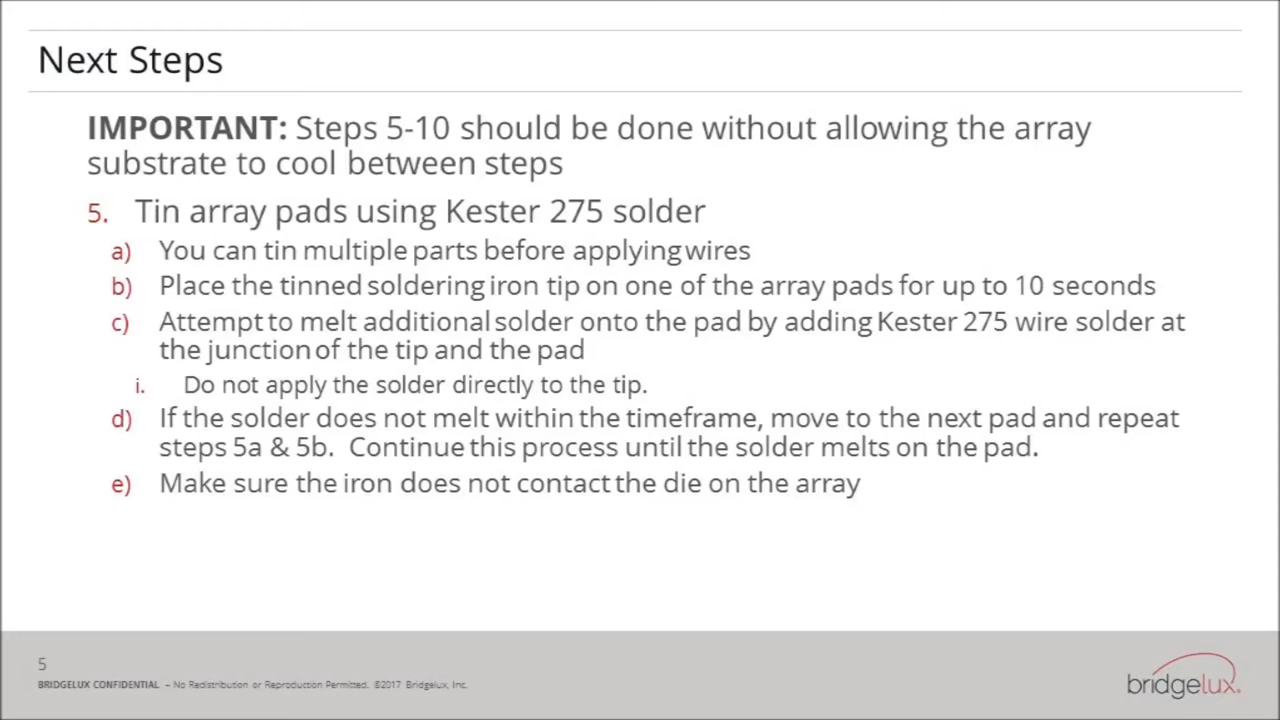 Next Steps
IMPORTANT: Steps 5-10 should be done without allowing the array
substrate to cool between steps
5. Tin array pads using Kester 275 solder
a) You can tin multiple parts before applying wires
b) Place the tinned soldering iron tip on one of the array pads for up to 10 seconds
c) Attempt to melt additional solder onto the pad by adding Kester 275 wire solder at
the junction of the tip and the pad
i. Do not apply the solder directly to the tip.
d) If the solder does not melt within the timeframe, move to the next pad and repeat
steps 5a & 5b. Continue this process until the solder melts on the pad.
e) Make sure the iron does not contact the die on the array
5
BRIDGELUX CONFIDENTIAL – No Redistribution or Reproduction Permitted. ©2017 Bridgelux, Inc.
bridgelux.